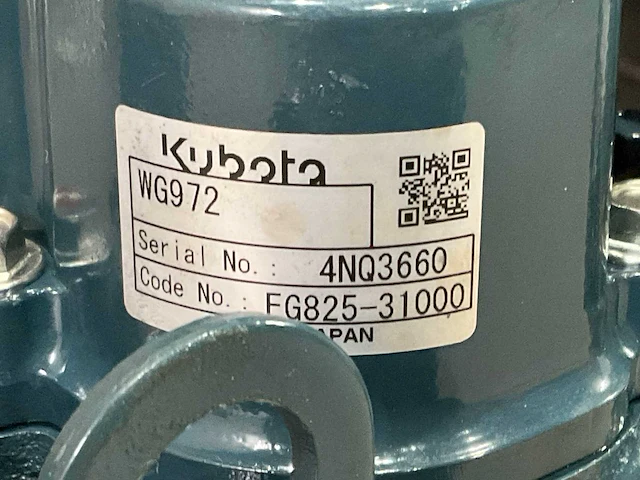 Kubota
WG972
Serial No.: 4NQ3660
Code No.: EG825-31000
JAPAN